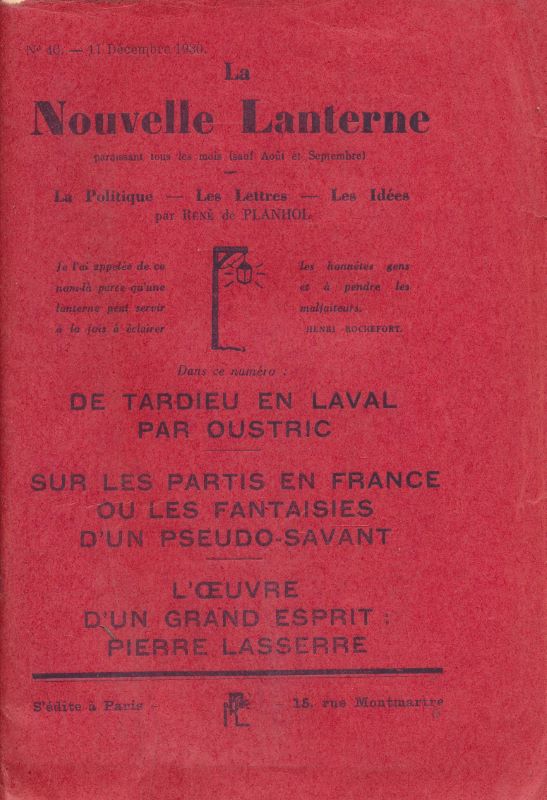 Nº 40. — 11 Décembre 1930.
La
Nouvelle Lanterne
paraissant tous les mois (sauf Août et Septembre)
La Politique — Les Lettres — Les Idées
par René de PLANHOL
Je l'ai appelée de ce
nom-là parce qu'une
lanterne peut servir
à la fois à éclairer
les honnêtes gens
et à pendre les
malfaiteurs.
HENRI ROCHEFORT.
Dans ce numéro :
DE TARDIEU EN LAVAL
PAR OUSTRIC
SUR LES PARTIS EN FRANCE
OU LES FANTAISIES
D'UN PSEUDO-SAVANT
L'ŒUVRE
D'UN GRAND ESPRIT :
PIERRE LASSERRE
S'édite à Paris - - 15, rue Montmartre